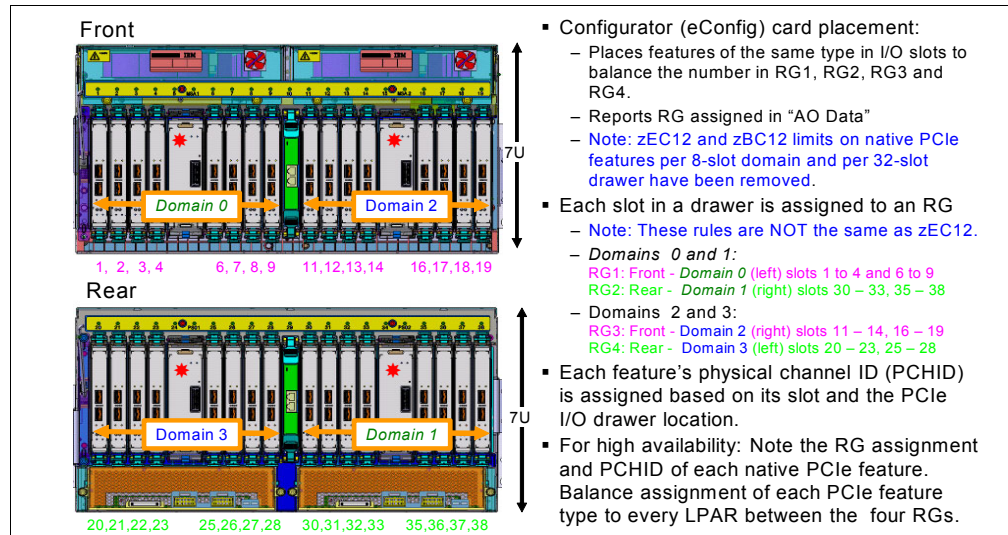 Front
7U
Domain 0
Domain 2
1, 2, 3, 4
6, 7, 8, 9
11,12,13,14
16,17,18,19
Rear
7U
Domain 3
Domain 1
20,21,22,23
25,26,27,28
30,31,32,33
35,36,37,38
▪ Configurator (eConfig) card placement:
– Places features of the same type in I/O slots to
balance the number in RG1, RG2, RG3 and
RG4.
– Reports RG assigned in “AO Data”
– Note: zEC12 and zBC12 limits on native PCIe
features per 8-slot domain and per 32-slot
drawer have been removed.
▪ Each slot in a drawer is assigned to an RG
– Note: These rules are NOT the same as zEC12.
– Domains 0 and 1:
RG1: Front - Domain 0 (left) slots 1 to 4 and 6 to 9
RG2: Rear - Domain 1 (right) slots 30 – 33, 35 – 38
– Domains 2 and 3:
RG3: Front - Domain 2 (right) slots 11 – 14, 16 – 19
RG4: Rear - Domain 3 (left) slots 20 – 23, 25 – 28
▪ Each feature’s physical channel ID (PCHID)
is assigned based on its slot and the PCIe
I/O drawer location.
▪ For high availability: Note the RG assignment
and PCHID of each native PCIe feature.
Balance assignment of each PCIe feature
type to every LPAR between the four RGs.